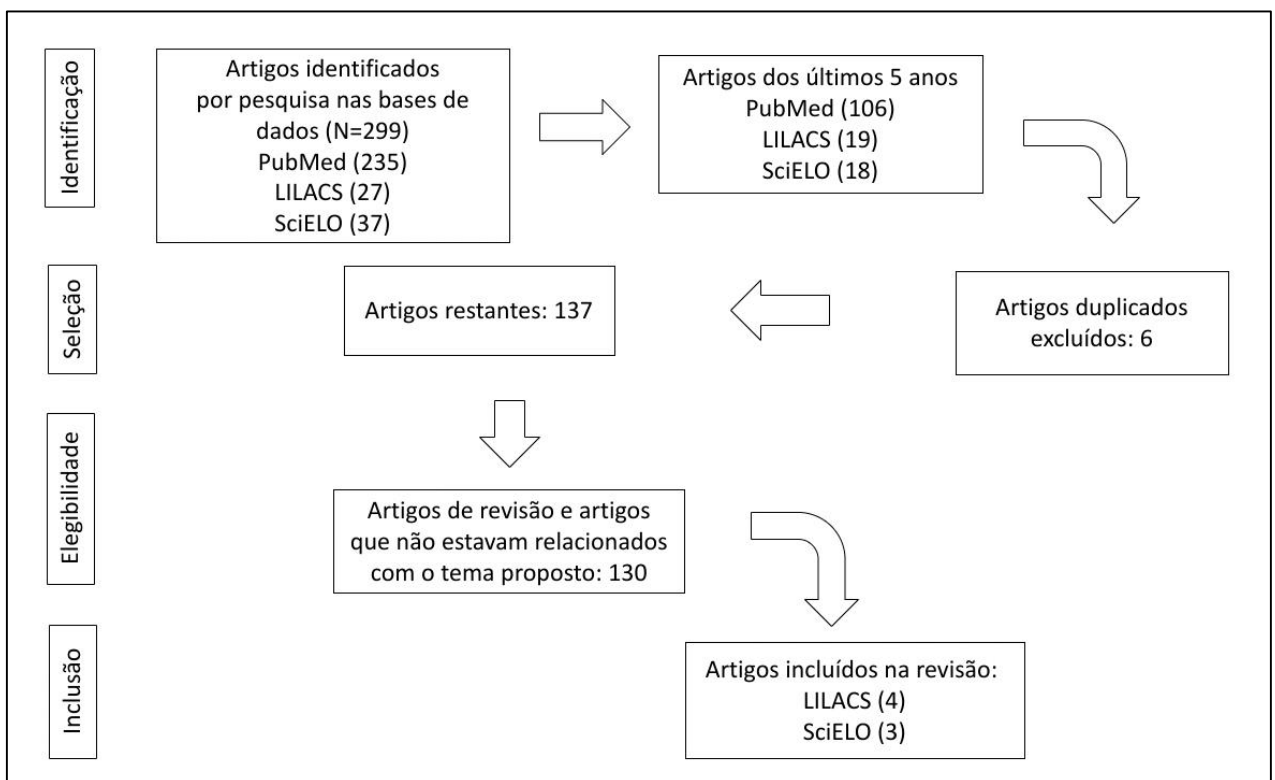 Identificação
Artigos identificados
por pesquisa nas bases de
dados (N=299)
PubMed (235)
LILACS (27)
SciELO (37)
Artigos dos últimos 5 anos
PubMed (106)
LILACS (19)
SciELO (18)
Seleção
Artigos restantes: 137
Artigos duplicados
excluídos: 6
Elegibilidade
Artigos de revisão e artigos
que não estavam relacionados
com o tema proposto: 130
Inclusão
Artigos incluídos na revisão:
LILACS (4)
SciELO (3)